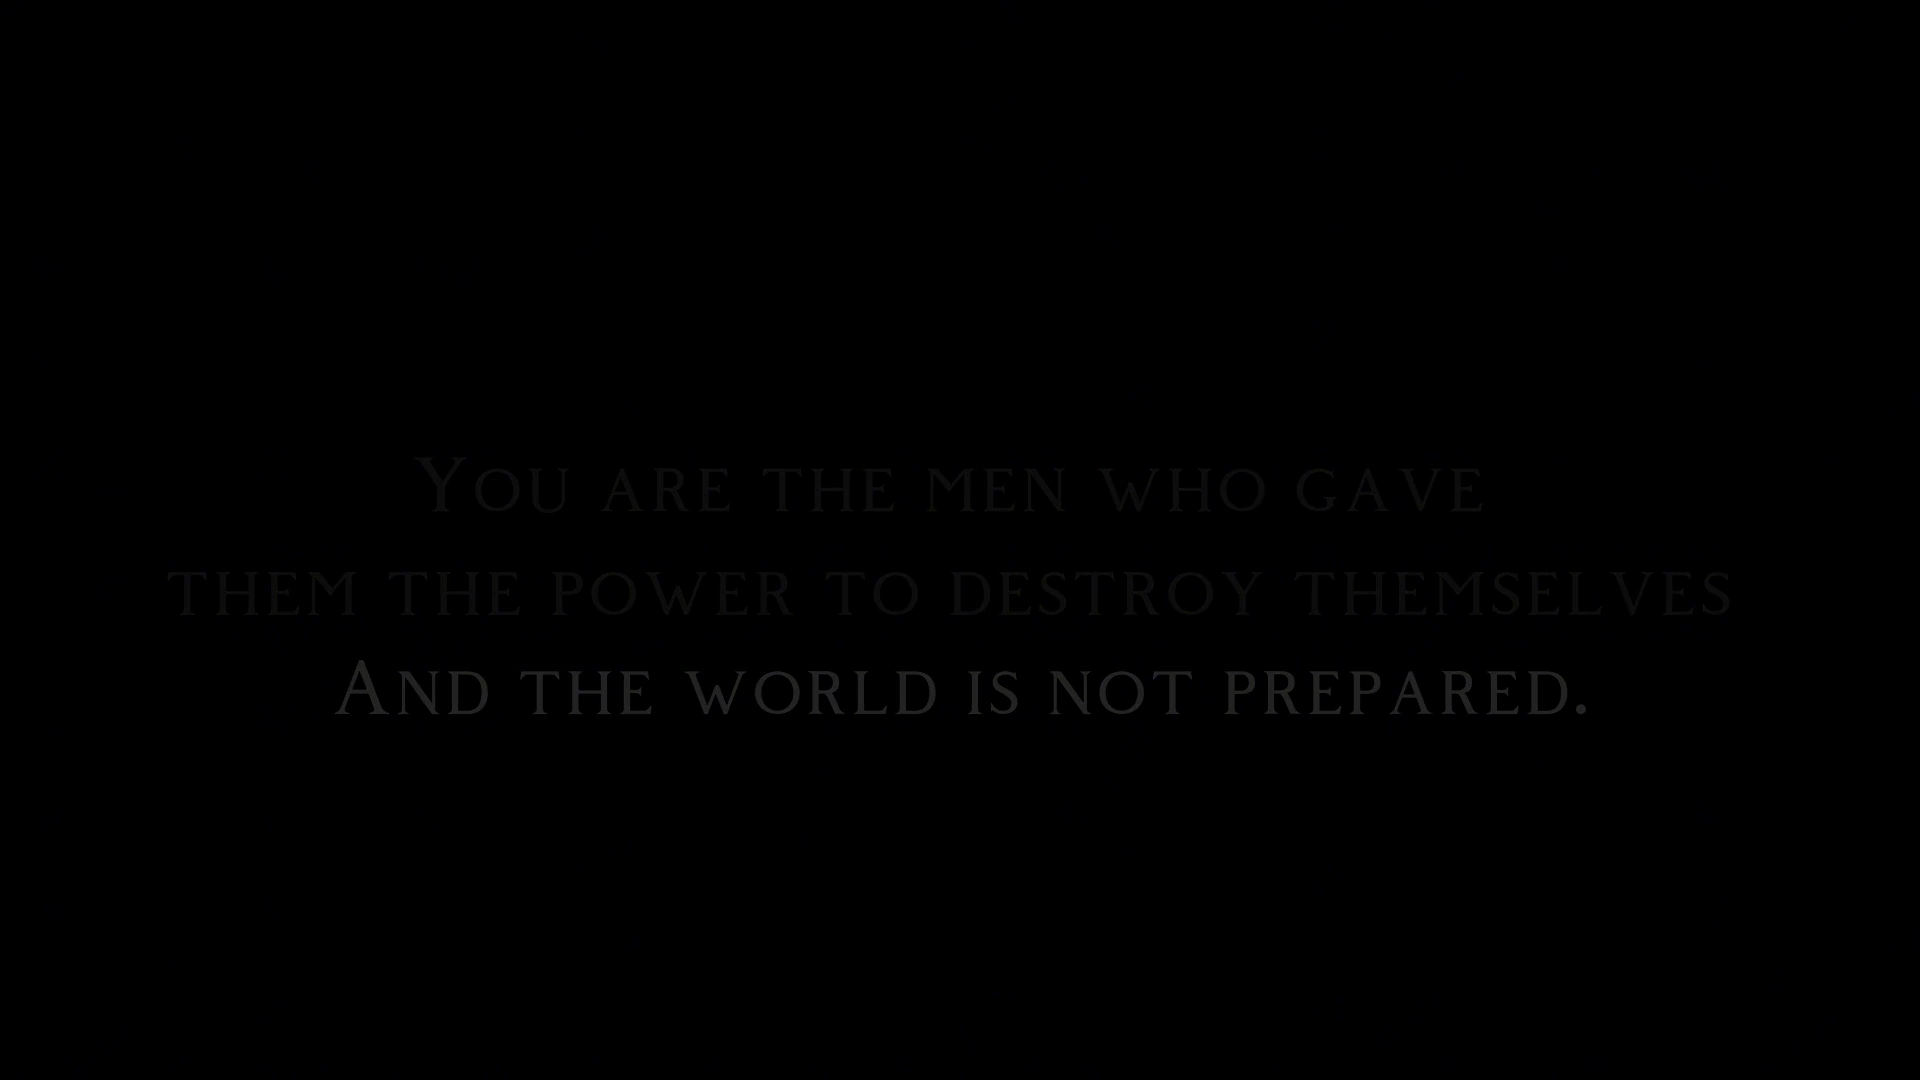 You are the men who gave
them the power to destroy themselves
And the world is not prepared.